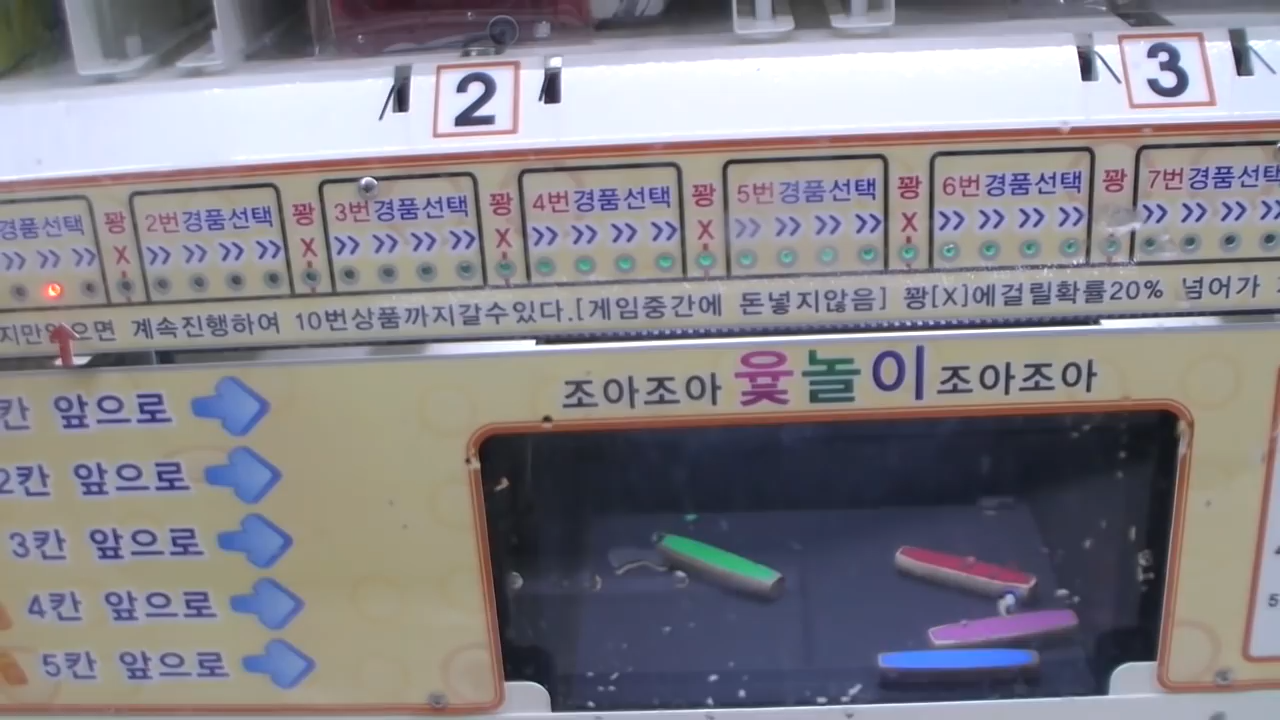 2 3
경품선택 꽝 2번경품선택 꽝 3번경품선택 꽝 4번경품선택 꽝 5번경품선택 꽝 6번경품선택 꽝 7번경품선택
X X X X X
지만 으면 계속진행하여 10번상품까지갈수있다.[게임중간에 돈넣지않음] 꽝[X]에걸릴확률20% 넘어가
조아조아 윷놀이 조아조아
칸 앞으로
2칸 앞으로
3칸 앞으로
4칸 앞으로
5칸 앞으로
5